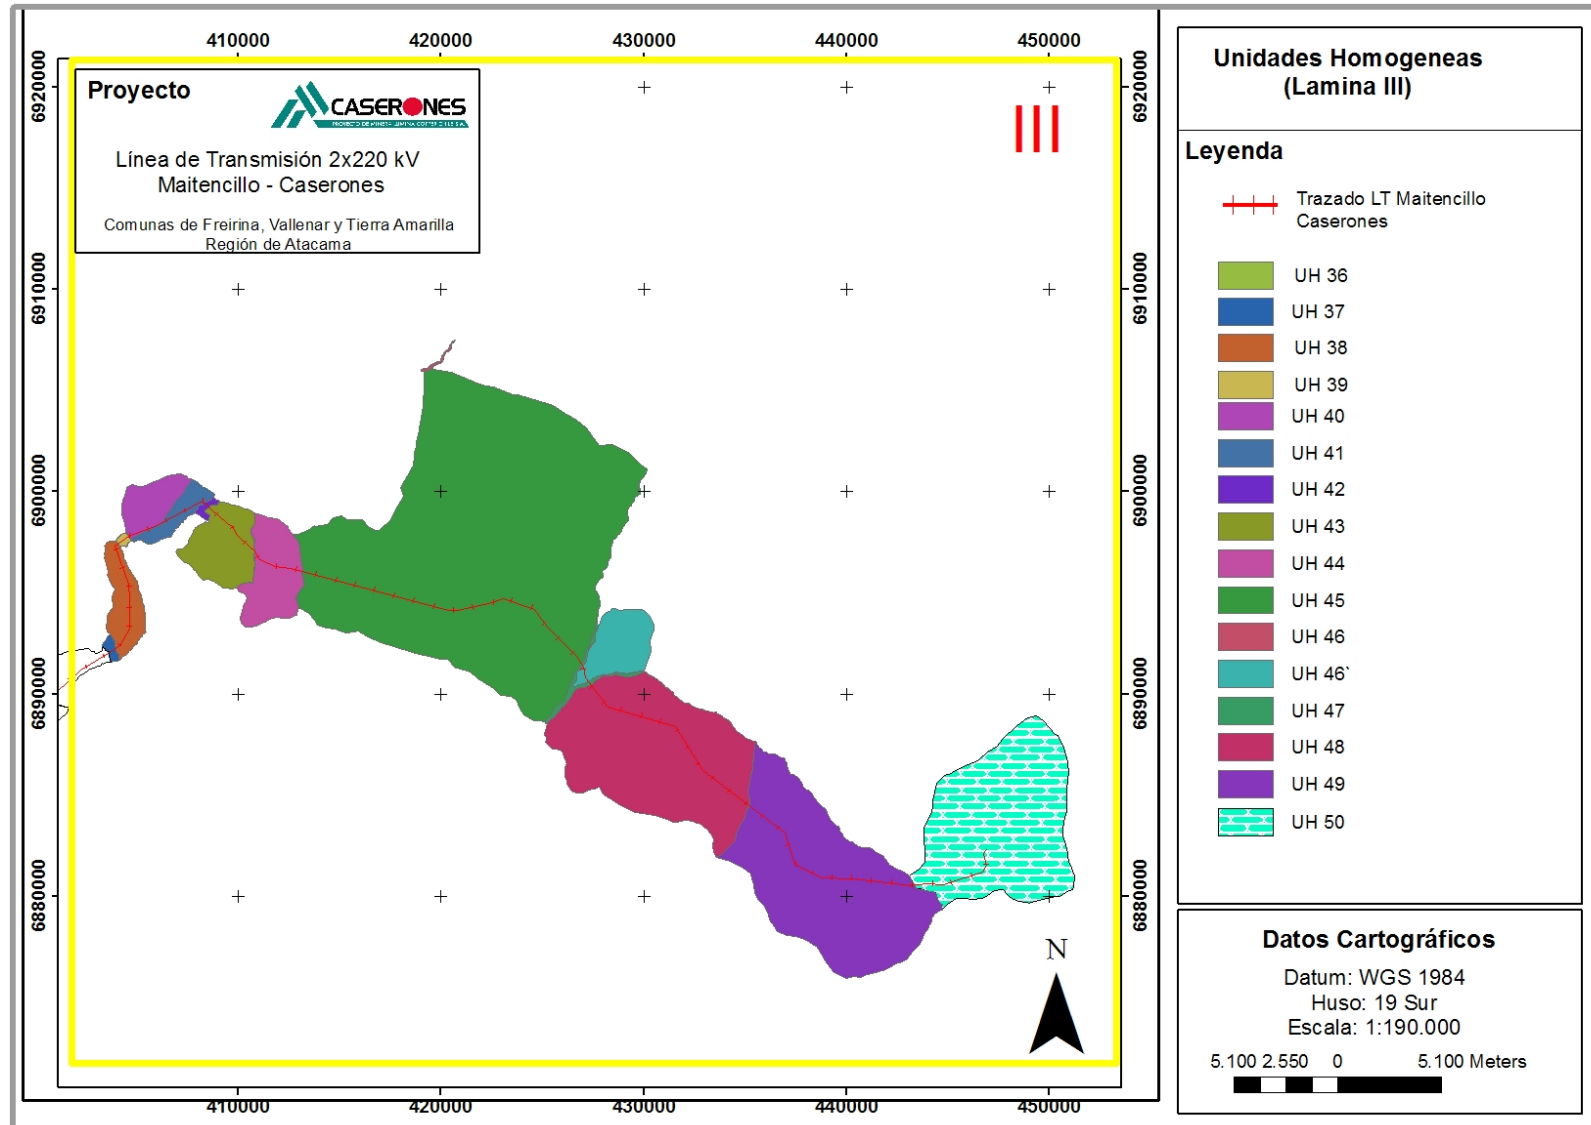 410000 420000 430000 440000 450000
6920000 6910000 6900000 6890000 6880000
Proyecto
CASERONES
Línea de Transmisión 2x220 kV
Maitencillo - Caserones
Comunas de Freirina, Vallenar y Tierra Amarilla
Región de Atacama
III
N
6920000 6910000 6900000 6890000 6880000
410000 420000 430000 440000 450000
Unidades Homogeneas
(Lamina III)
Leyenda
Trazado LT Maitencillo
Caserones
UH 36
UH 37
UH 38
UH 39
UH 40
UH 41
UH 42
UH 43
UH 44
UH 45
UH 46
UH 46`
UH 47
UH 48
UH 49
UH 50
Datos Cartográficos
Datum: WGS 1984
Huso: 19 Sur
Escala: 1:190.000
5.100 2.550 0 5.100 Meters